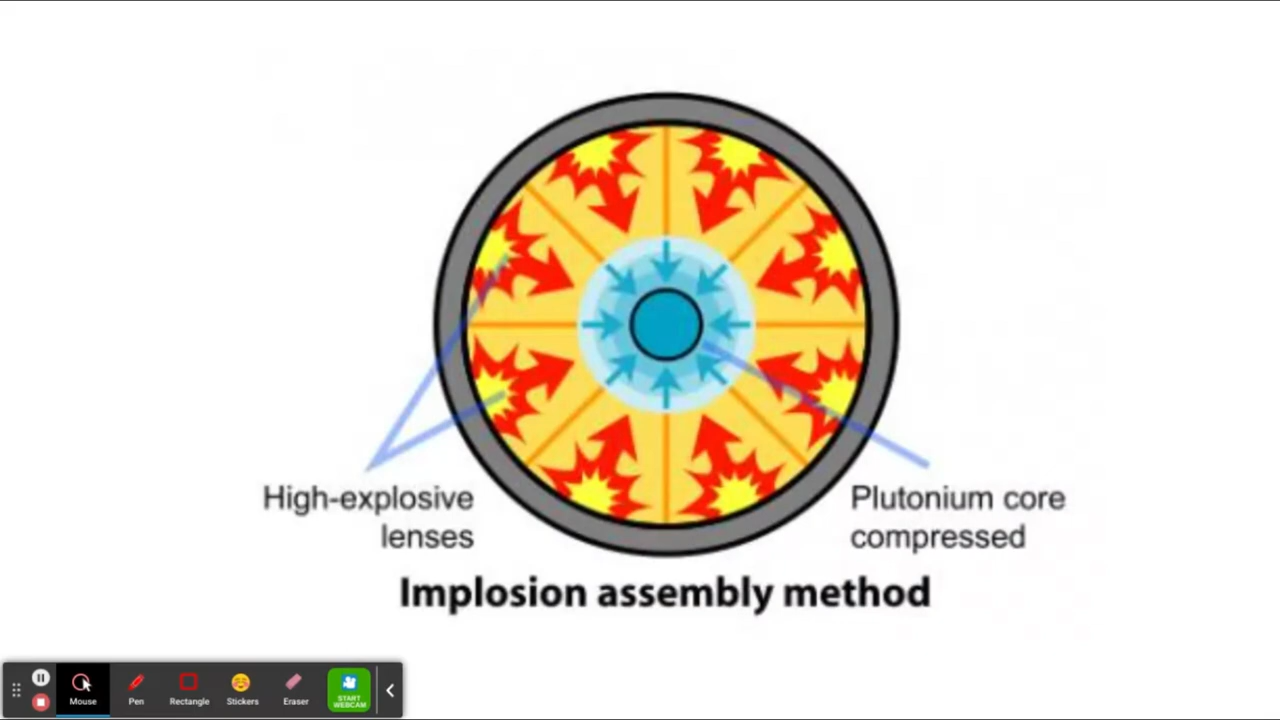 High-explosive
lenses
Plutonium core
compressed
Implosion assembly method
Mouse
Pen
Rectangle
Stickers
Eraser
START
WEBCAM